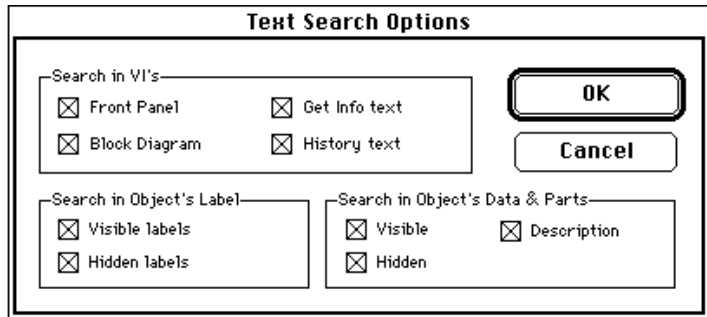 Text Search Options
Search in VI's
Front Panel
Get Info text
Block Diagram
History text
OK
Cancel
Search in Object's Label
Visible labels
Hidden labels
Search in Object's Data & Parts
Visible
Description
Hidden